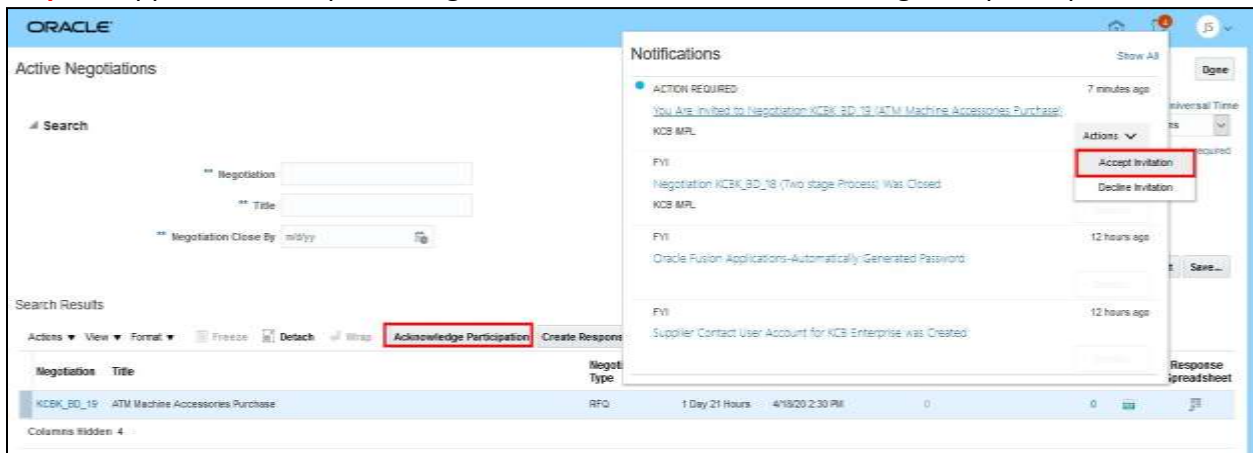 ORACLE
4
JS
Active Negotiations
Done
Search
** Negotiation
** Title
** Negotiation Close By m/d/yy
Notifications
Show All
ACTION REQUIRED
7 minutes ago
You Are Invited to Negotiation KCBK_BD_19 (ATM Machine Accessories Purchase)
KCB IMPL
Actions
Accept Invitation
Decline Invitation
FYI
Negotiation KCBK_BD_18 (Two stage Process) Was Closed
KCB IMPL
FYI
12 hours ago
Oracle Fusion Applications-Automatically Generated Password
FYI
12 hours ago
Supplier Contact User Account for KCB Enterprise was Created
Save...
Search Results
Actions View Format Freeze Detach Wrap Acknowledge Participation Create Respons
Negotiation Title Negoti Type Response Spreadsheet
KCBK_BD_19 ATM Machine Accessories Purchase RFQ 1 Day 21 Hours 4/18/20 2:30 PM 0 0
Columns Hidden 4